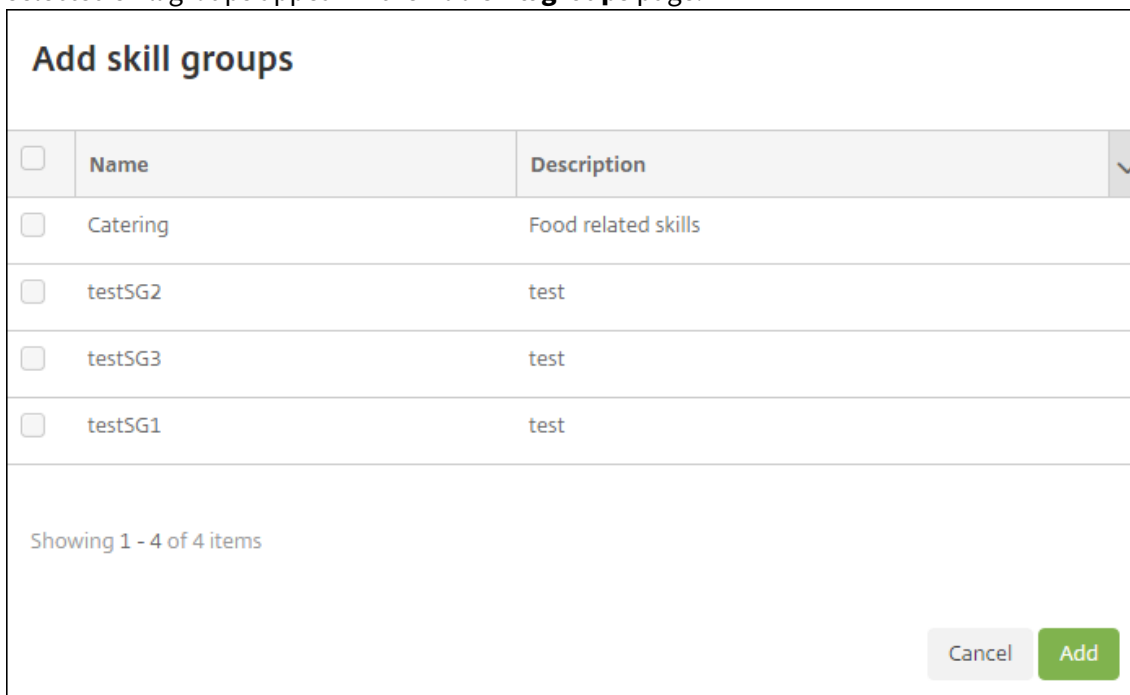 Add skill groups
Name Description
Catering Food related skills
testSG2 test
testSG3 test
testSG1 test
Showing 1 - 4 of 4 items
Cancel Add